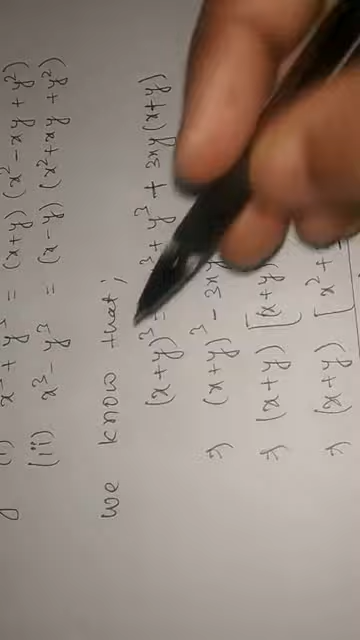 (i) x³ + y³ = (x+y) (x² - xy + y²)
(ii) x³ - y³ = (x - y) (x² + xy + y²)
we know that,
(x+y)³ = ³ + y³ + 3xy(x+y)
⇒ (x+y)³ - 3xy
⇒ (x+y) [(x+y)
⇒ (x+y) [x² +